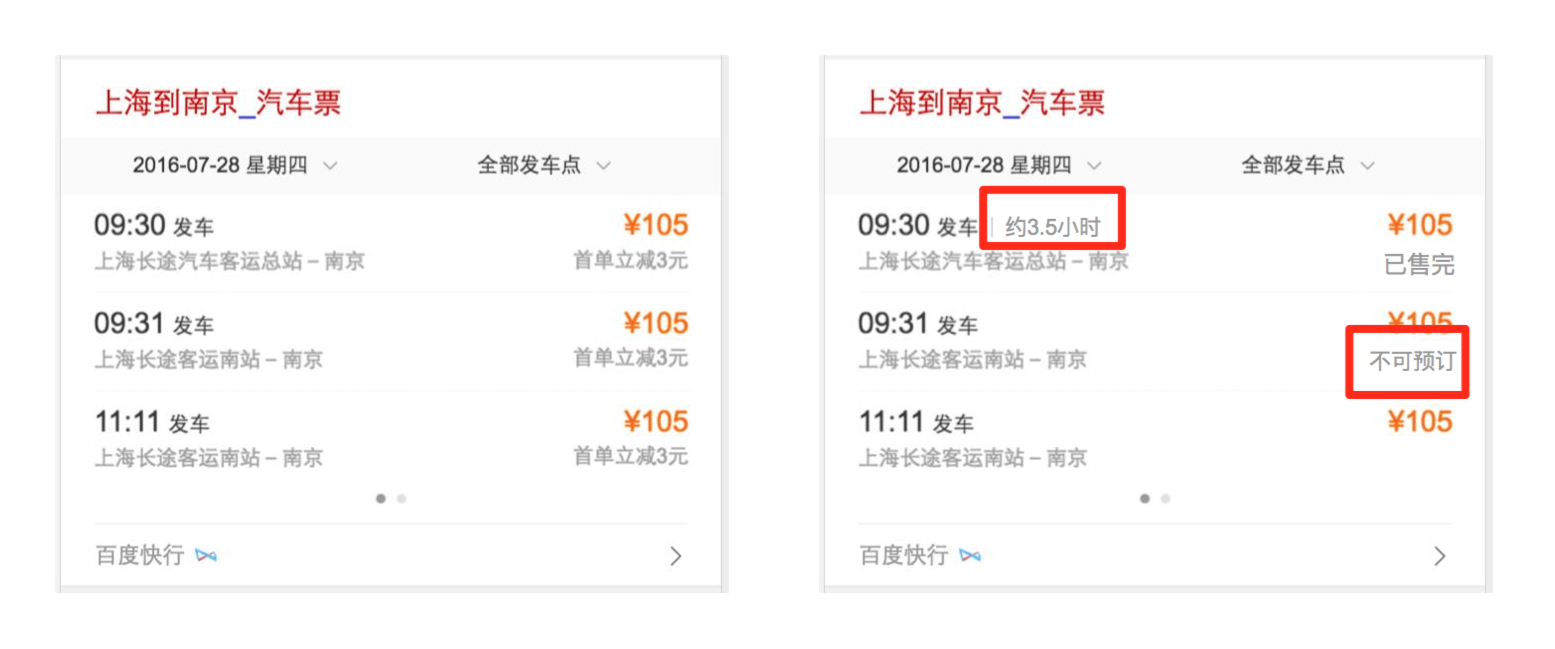 上海到南京_汽车票
2016-07-28 星期四 全部发车点
09:30 发车 ¥105
上海长途汽车客运总站 – 南京 首单立减3元
09:31 发车 ¥105
上海长途客运南站 – 南京 首单立减3元
11:11 发车 ¥105
上海长途客运南站 – 南京 首单立减3元
百度快行
上海到南京_汽车票
2016-07-28 星期四 全部发车点
09:30 发车 | 约3.5小时 ¥105
上海长途汽车客运总站 – 南京 已售完
09:31 发车 ¥105
上海长途客运南站 – 南京 不可预订
11:11 发车 ¥105
上海长途客运南站 – 南京
百度快行